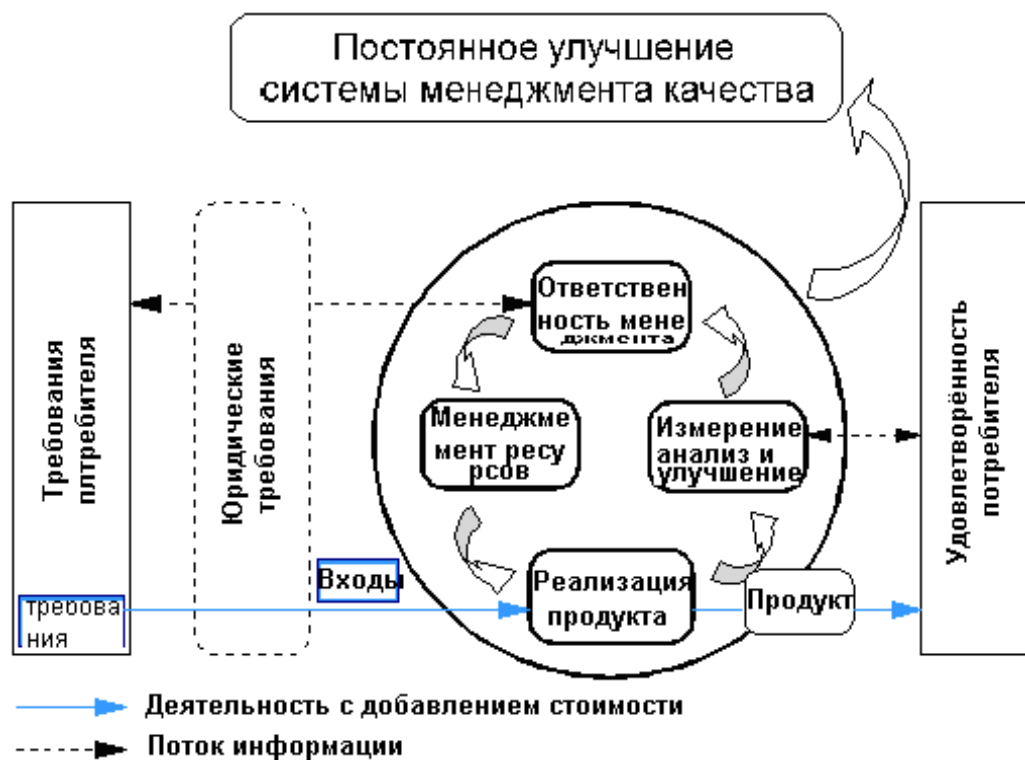 Постоянное улучшение
системы менеджмента качества
Требования
плтребителя
Юридические
требования
Ответствен
ность мене
джмента
Менеджме
мент ресу
рсов
Измерение
анализ и
улучшение
Удовлетворённость
потребителя
Входы
требова
ния
Реализация
продукта
Продукт
Деятельность с добавлением стоимости
Поток информации